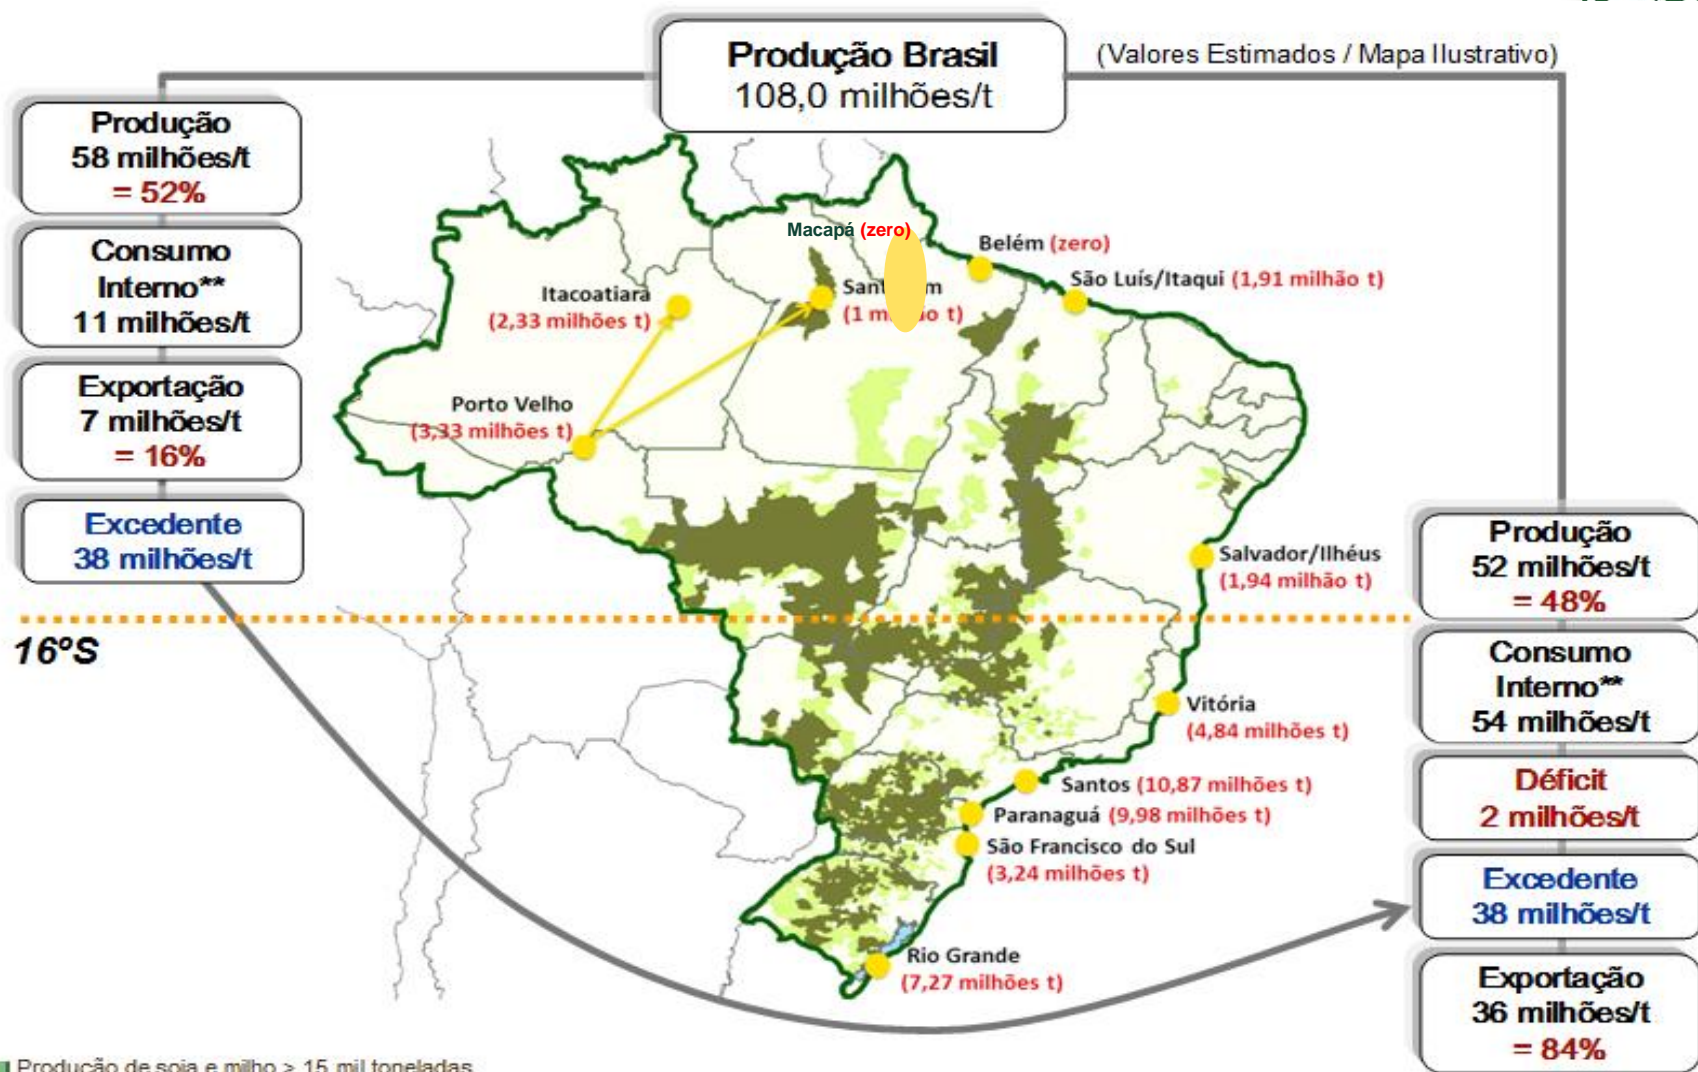 Produção Brasil
108,0 milhões/t
(Valores Estimados / Mapa Ilustrativo)
Produção
58 milhões/t
= 52%
Consumo
Interno**
11 milhões/t
Exportação
7 milhões/t
= 16%
Excedente
38 milhões/t
16ºS
Macapá (zero)
Belém (zero)
São Luís/Itaqui (1,91 milhão t)
Itacoatiara
(2,33 milhões t)
(1
t)
Porto Velho
(3,33 milhões t)
Salvador/Ilhéus
(1,94 milhão t)
Vitória
(4,84 milhões t)
Santos (10,87 milhões t)
Paranaguá (9,98 milhões t)
São Francisco do Sul
(3,24 milhões t)
Rio Grande
(7,27 milhões t)
Produção
52 milhões/t
= 48%
Consumo
Interno**
54 milhões/t
Déficit
2 milhões/t
Excedente
38 milhões/t
Exportação
36 milhões/t
= 84%
Produção de soja e milho > 15 mil toneladas